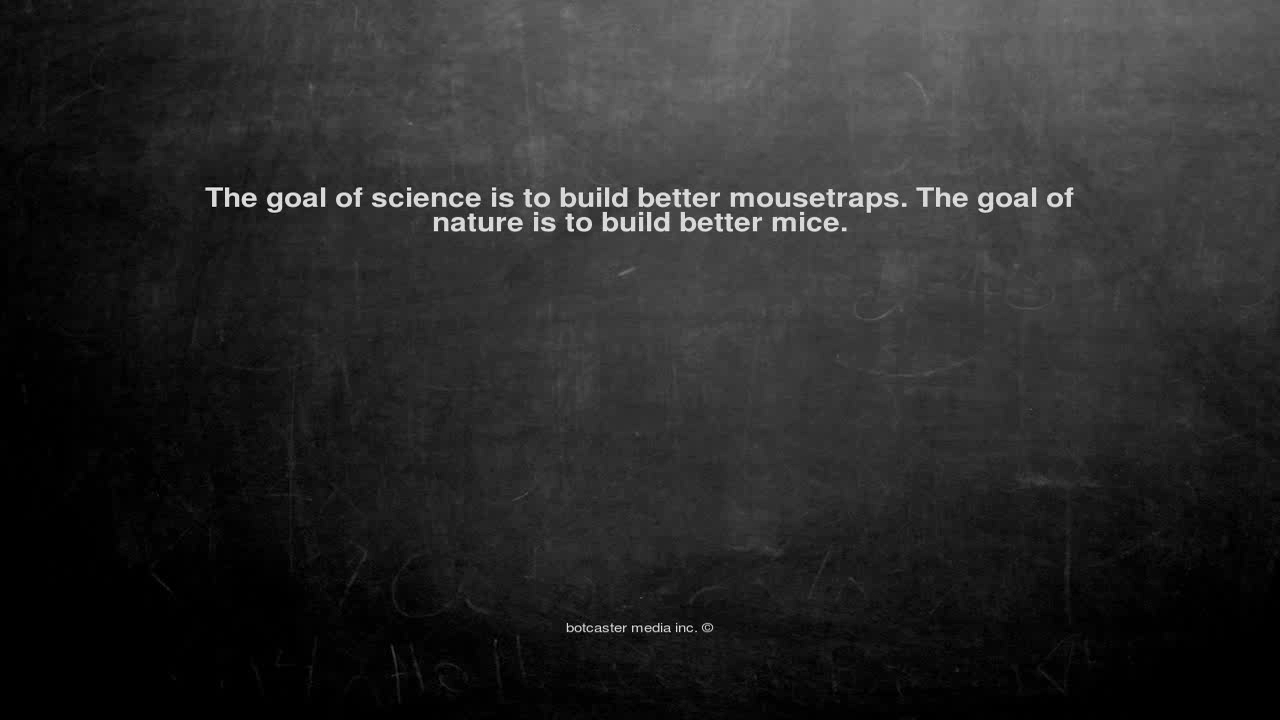 The goal of science is to build better mousetraps. The goal of
nature is to build better mice.
botcaster media inc. ©